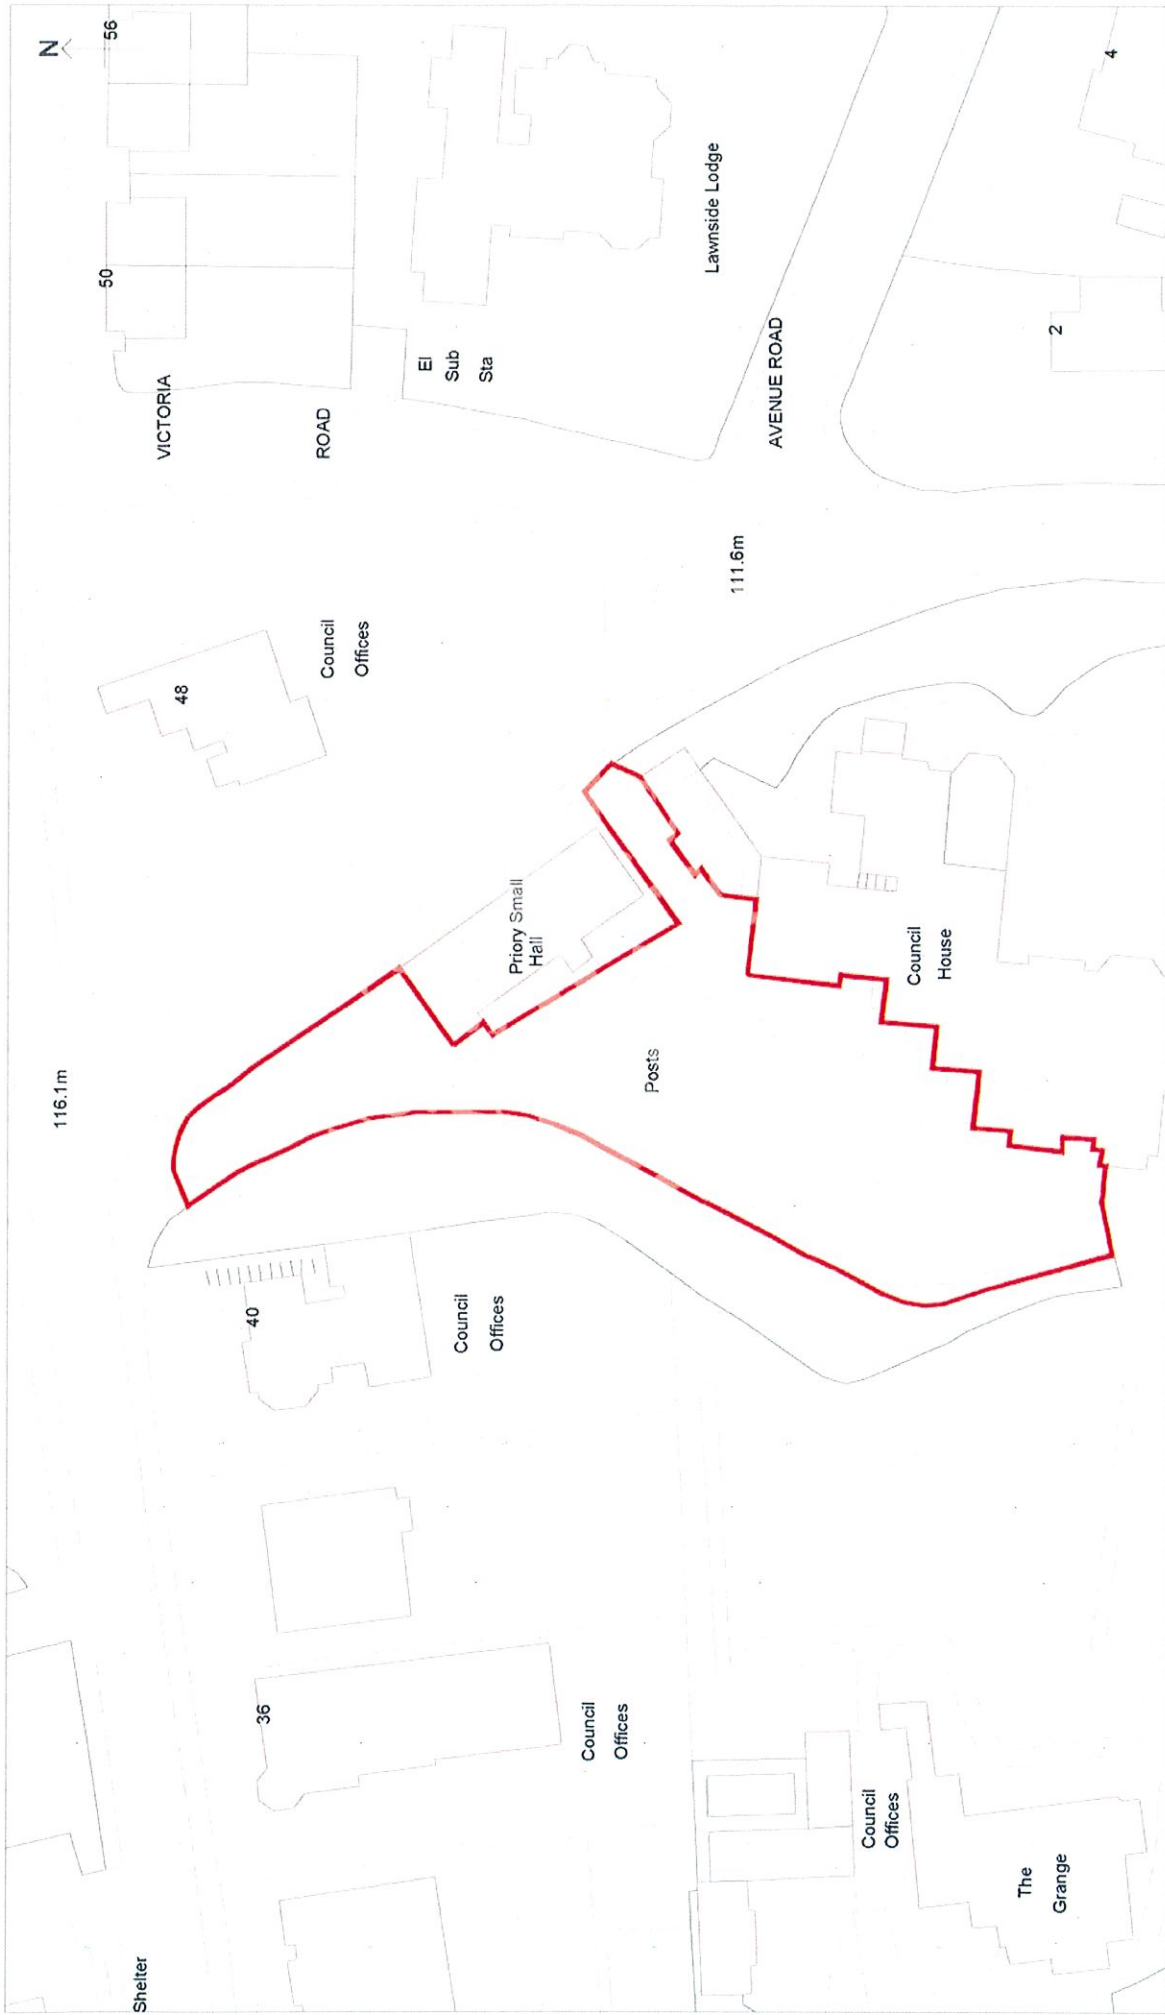 N
56
50
VICTORIA
ROAD
El
Sub
Sta
Lawnside Lodge
4
2
AVENUE ROAD
111.6m
48
Council
Offices
Priory Small
Hall
116.1m
Posts
Council
House
40
Council
Offices
36
Council
Offices
Council
Offices
The
Grange
Shelter